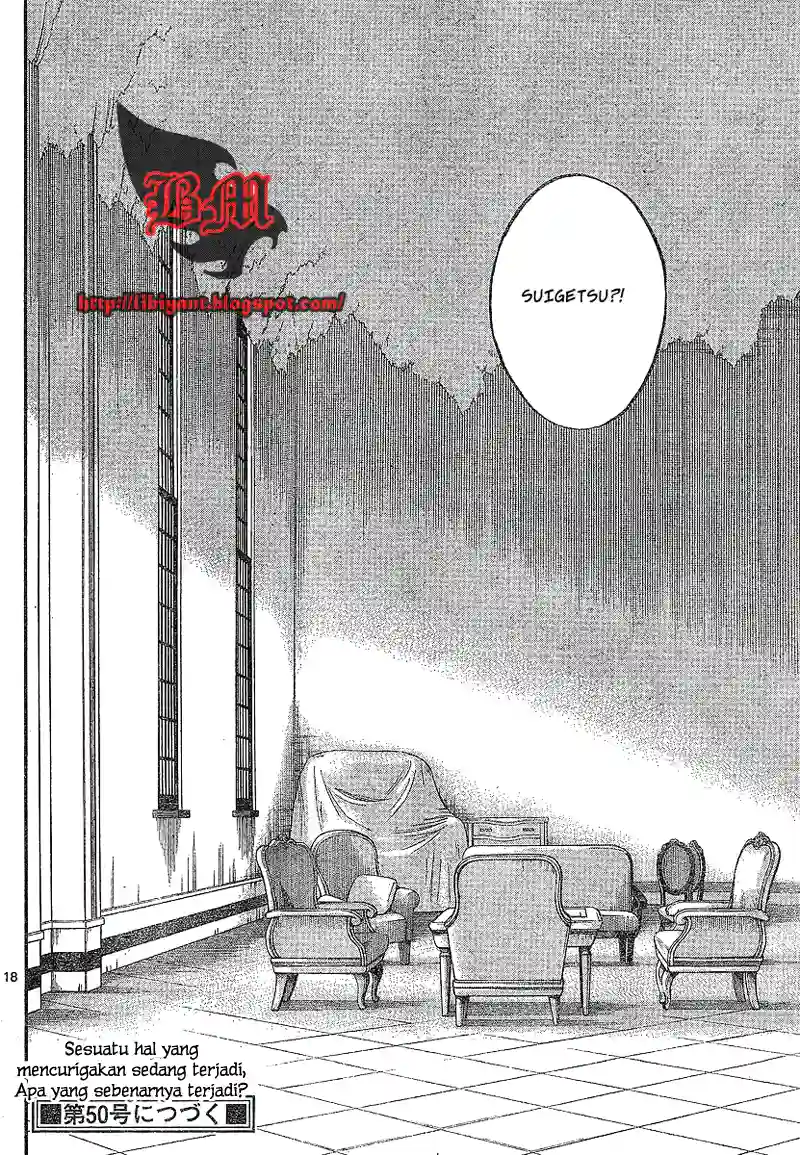 BM
http://libiyant.blogspot.com/
SUIGETSU?!
18
Sesuatu hal yang
mencurigakan sedang terjadi,
Apa yang sebenarnya terjadi?
■第50号につづく■